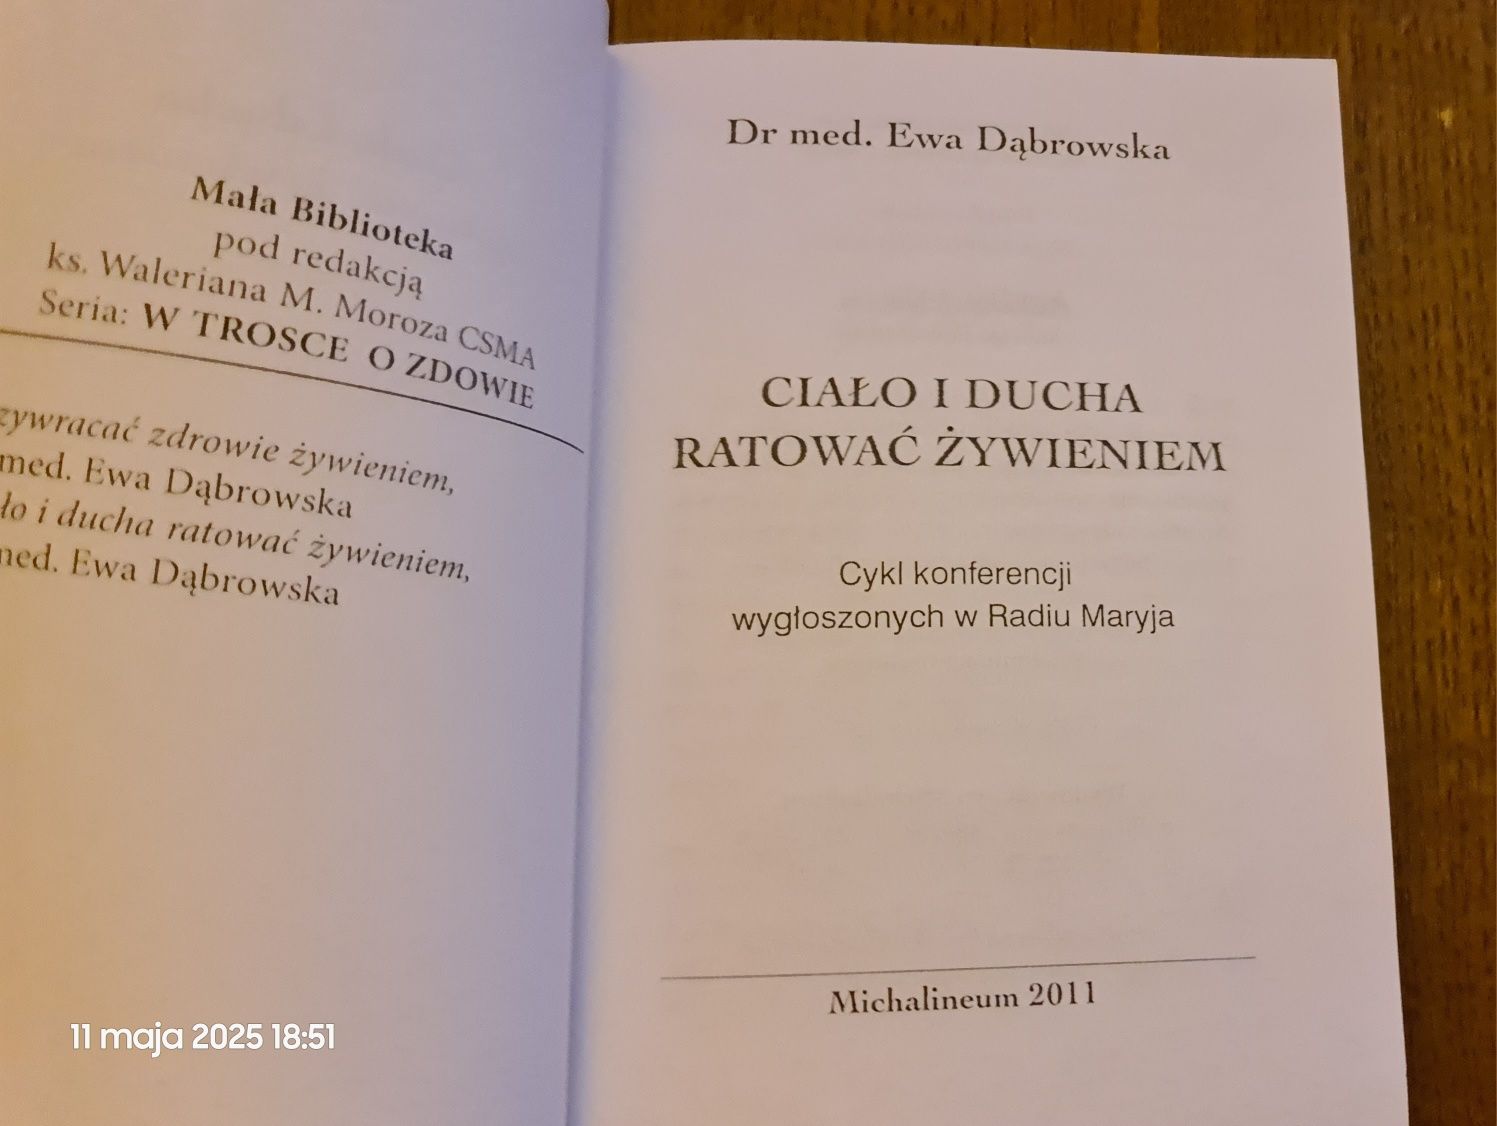 Mała Biblioteka
pod redakcją
ks. Waleriana M. Moroza CSMA
Seria: W TROSCE O ZDOWIE
zywracać zdrowie żywieniem,
med. Ewa Dąbrowska
ło i ducha ratować żywieniem,
med. Ewa Dąbrowska
Dr med. Ewa Dąbrowska
CIAŁO I DUCHA
RATOWAĆ ŻYWIENIEM
Cykl konferencji
wygłoszonych w Radiu Maryja
Michalineum 2011
11 maja 2025 18:51